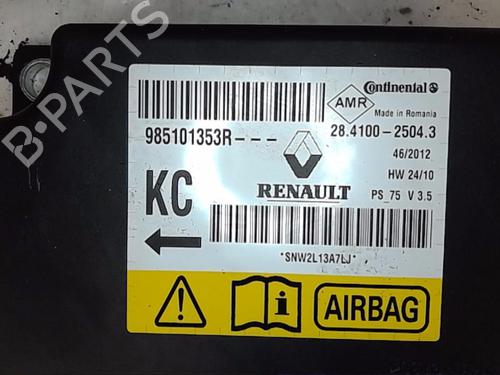 B-PARTS
Continental
AMR
Made in Romania
985101353R---
28.4100-2504.3
46/2012
KC
HW 24/10
RENAULT
PS_75 V 3.5
*SNW2L13A7LJ*
AIRBAG